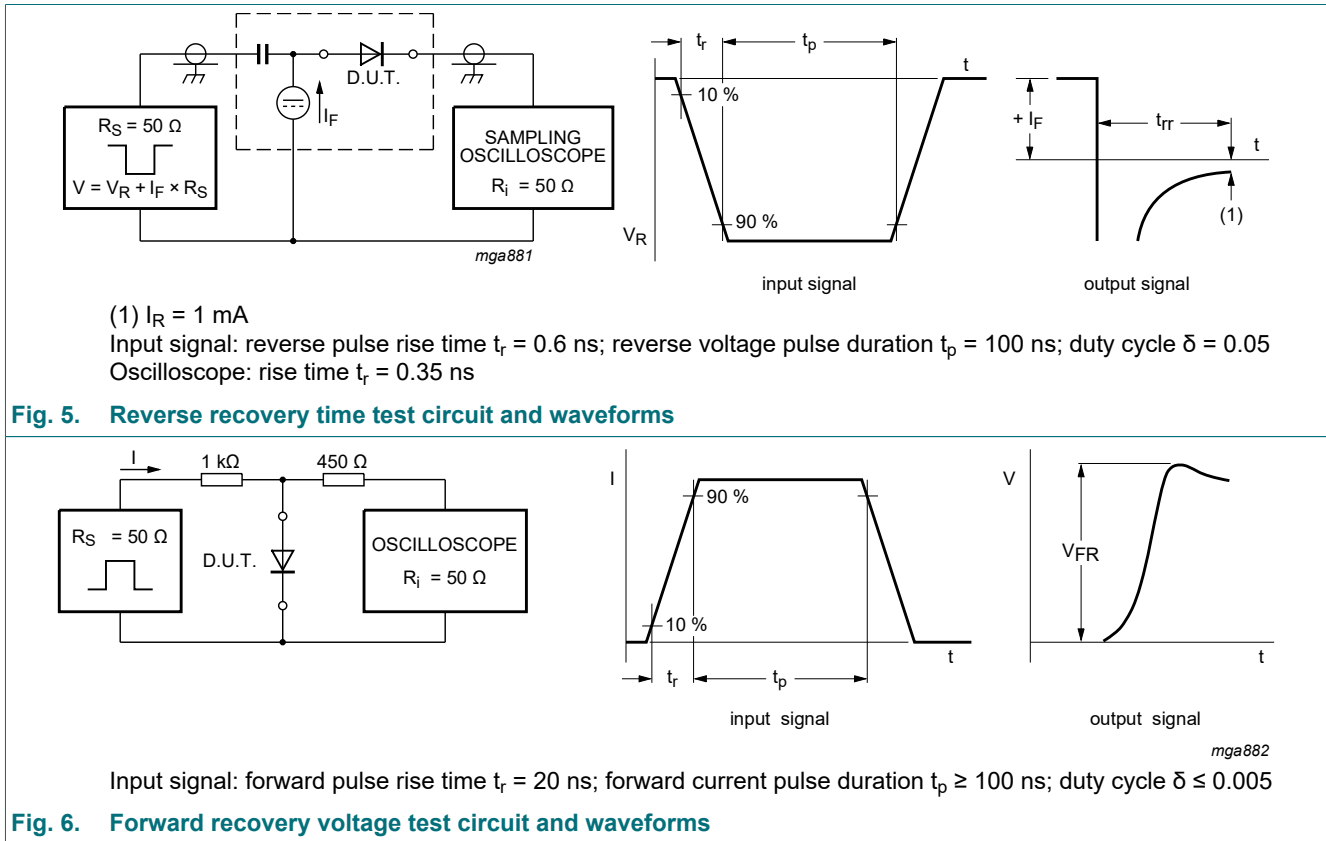 D.U.T.
I_F
R_S = 50 Ω
V = V_R + I_F × R_S
SAMPLING
OSCILLOSCOPE
R_i = 50 Ω
mga881
t_r
t_p
t
10 %
90 %
V_R
input signal
+ I_F
t_rr
t
(1)
output signal
(1) I_R = 1 mA
Input signal: reverse pulse rise time t_r = 0.6 ns; reverse voltage pulse duration t_p = 100 ns; duty cycle δ = 0.05
Oscilloscope: rise time t_r = 0.35 ns
Fig. 5. Reverse recovery time test circuit and waveforms
I
1 kΩ
450 Ω
R_S = 50 Ω
D.U.T.
OSCILLOSCOPE
R_i = 50 Ω
I
90 %
10 %
t
t_r
t_p
input signal
V
V_FR
t
output signal
mga882
Input signal: forward pulse rise time t_r = 20 ns; forward current pulse duration t_p ≥ 100 ns; duty cycle δ ≤ 0.005
Fig. 6. Forward recovery voltage test circuit and waveforms